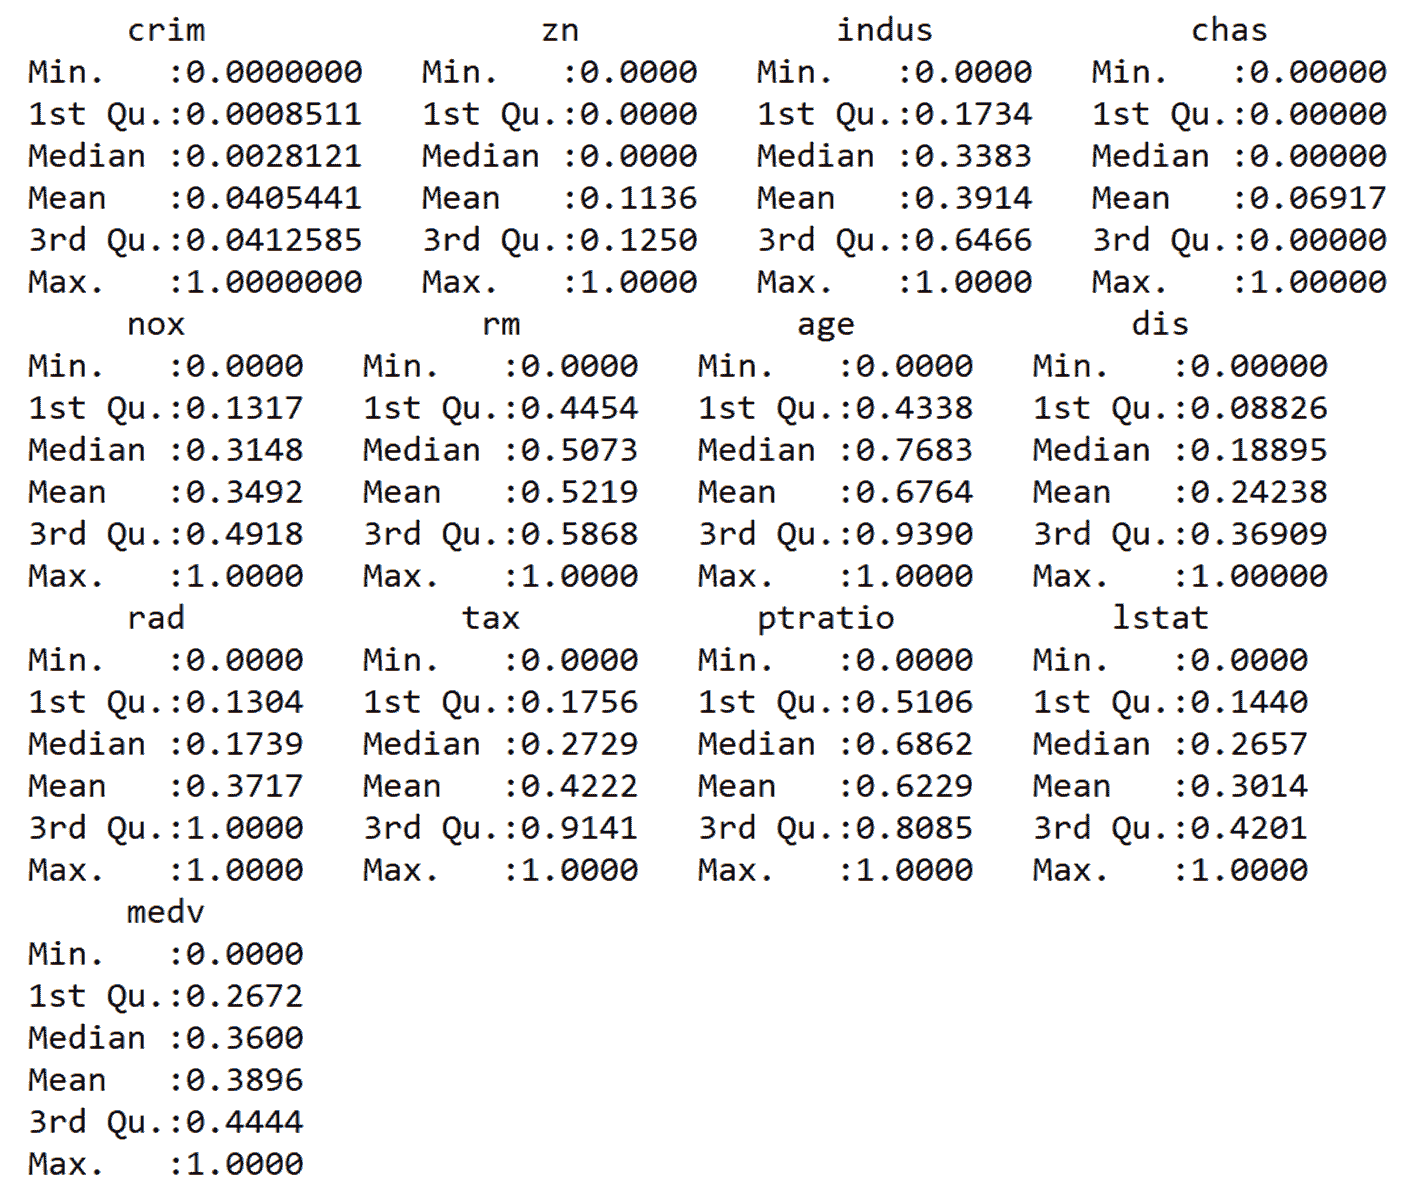 crim zn indus chas
Min. :0.0000000 Min. :0.0000 Min. :0.0000 Min. :0.00000
1st Qu.:0.0008511 1st Qu.:0.0000 1st Qu.:0.1734 1st Qu.:0.00000
Median :0.0028121 Median :0.0000 Median :0.3383 Median :0.00000
Mean :0.0405441 Mean :0.1136 Mean :0.3914 Mean :0.06917
3rd Qu.:0.0412585 3rd Qu.:0.1250 3rd Qu.:0.6466 3rd Qu.:0.00000
Max. :1.0000000 Max. :1.0000 Max. :1.0000 Max. :1.00000
nox rm age dis
Min. :0.0000 Min. :0.0000 Min. :0.0000 Min. :0.00000
1st Qu.:0.1317 1st Qu.:0.4454 1st Qu.:0.4338 1st Qu.:0.08826
Median :0.3148 Median :0.5073 Median :0.7683 Median :0.18895
Mean :0.3492 Mean :0.5219 Mean :0.6764 Mean :0.24238
3rd Qu.:0.4918 3rd Qu.:0.5868 3rd Qu.:0.9390 3rd Qu.:0.36909
Max. :1.0000 Max. :1.0000 Max. :1.0000 Max. :1.00000
rad tax ptratio lstat
Min. :0.0000 Min. :0.0000 Min. :0.0000 Min. :0.0000
1st Qu.:0.1304 1st Qu.:0.1756 1st Qu.:0.5106 1st Qu.:0.1440
Median :0.1739 Median :0.2729 Median :0.6862 Median :0.2657
Mean :0.3717 Mean :0.4222 Mean :0.6229 Mean :0.3014
3rd Qu.:1.0000 3rd Qu.:0.9141 3rd Qu.:0.8085 3rd Qu.:0.4201
Max. :1.0000 Max. :1.0000 Max. :1.0000 Max. :1.0000
medv
Min. :0.0000
1st Qu.:0.2672
Median :0.3600
Mean :0.3896
3rd Qu.:0.4444
Max. :1.0000